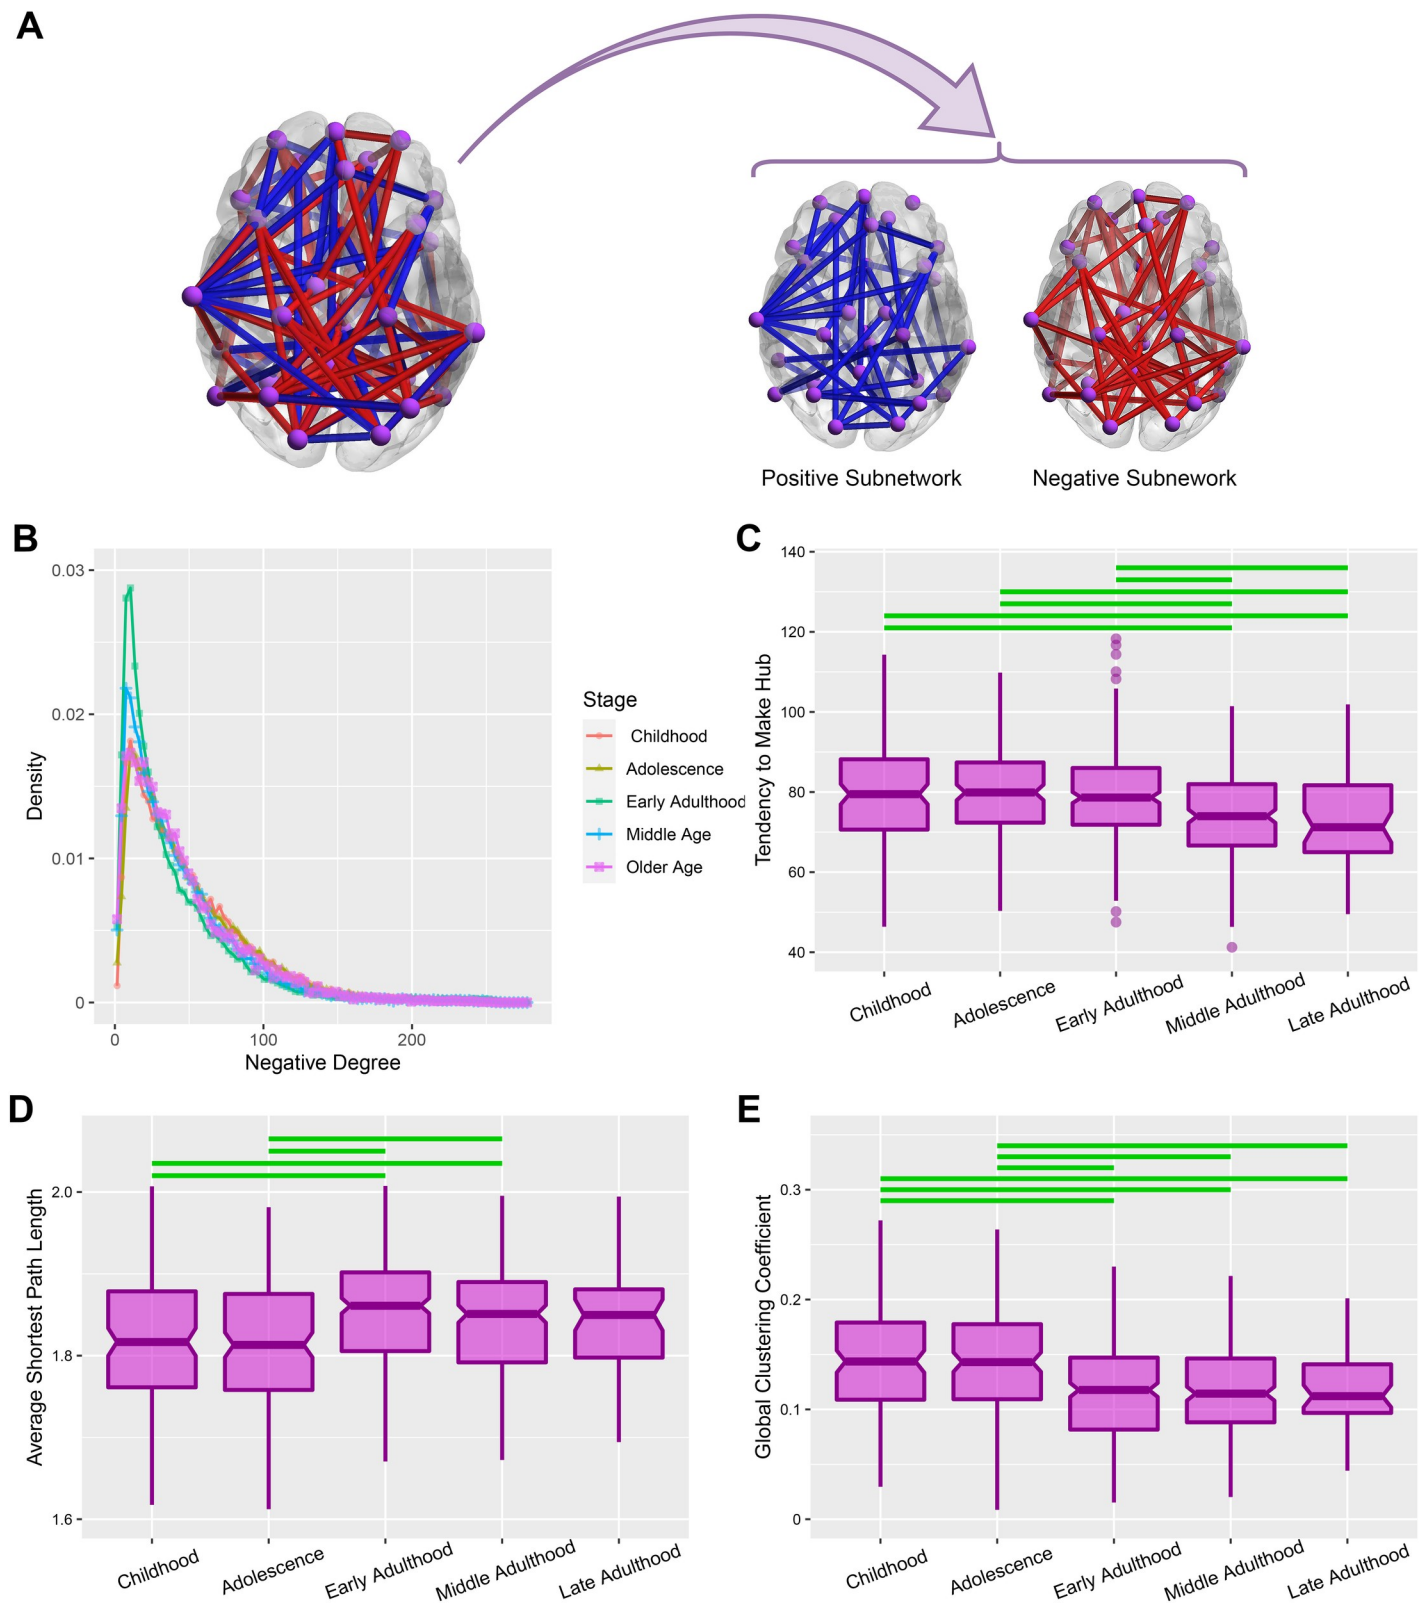 A
Positive Subnetwork
Negative Subnework
B
0.03
0.02
0.01
0
0
100
200
Density
Negative Degree
Stage
Childhood
Adolescence
Early Adulthood
Middle Age
Older Age
C
140
120
100
80
60
40
Tendency to Make Hub
Childhood
Adolescence
Early Adulthood
Middle Adulthood
Late Adulthood
D
2.0
1.8
1.6
Average Shortest Path Length
Childhood
Adolescence
Early Adulthood
Middle Adulthood
Late Adulthood
E
0.3
0.2
0.1
0
Global Clustering Coefficient
Childhood
Adolescence
Early Adulthood
Middle Adulthood
Late Adulthood